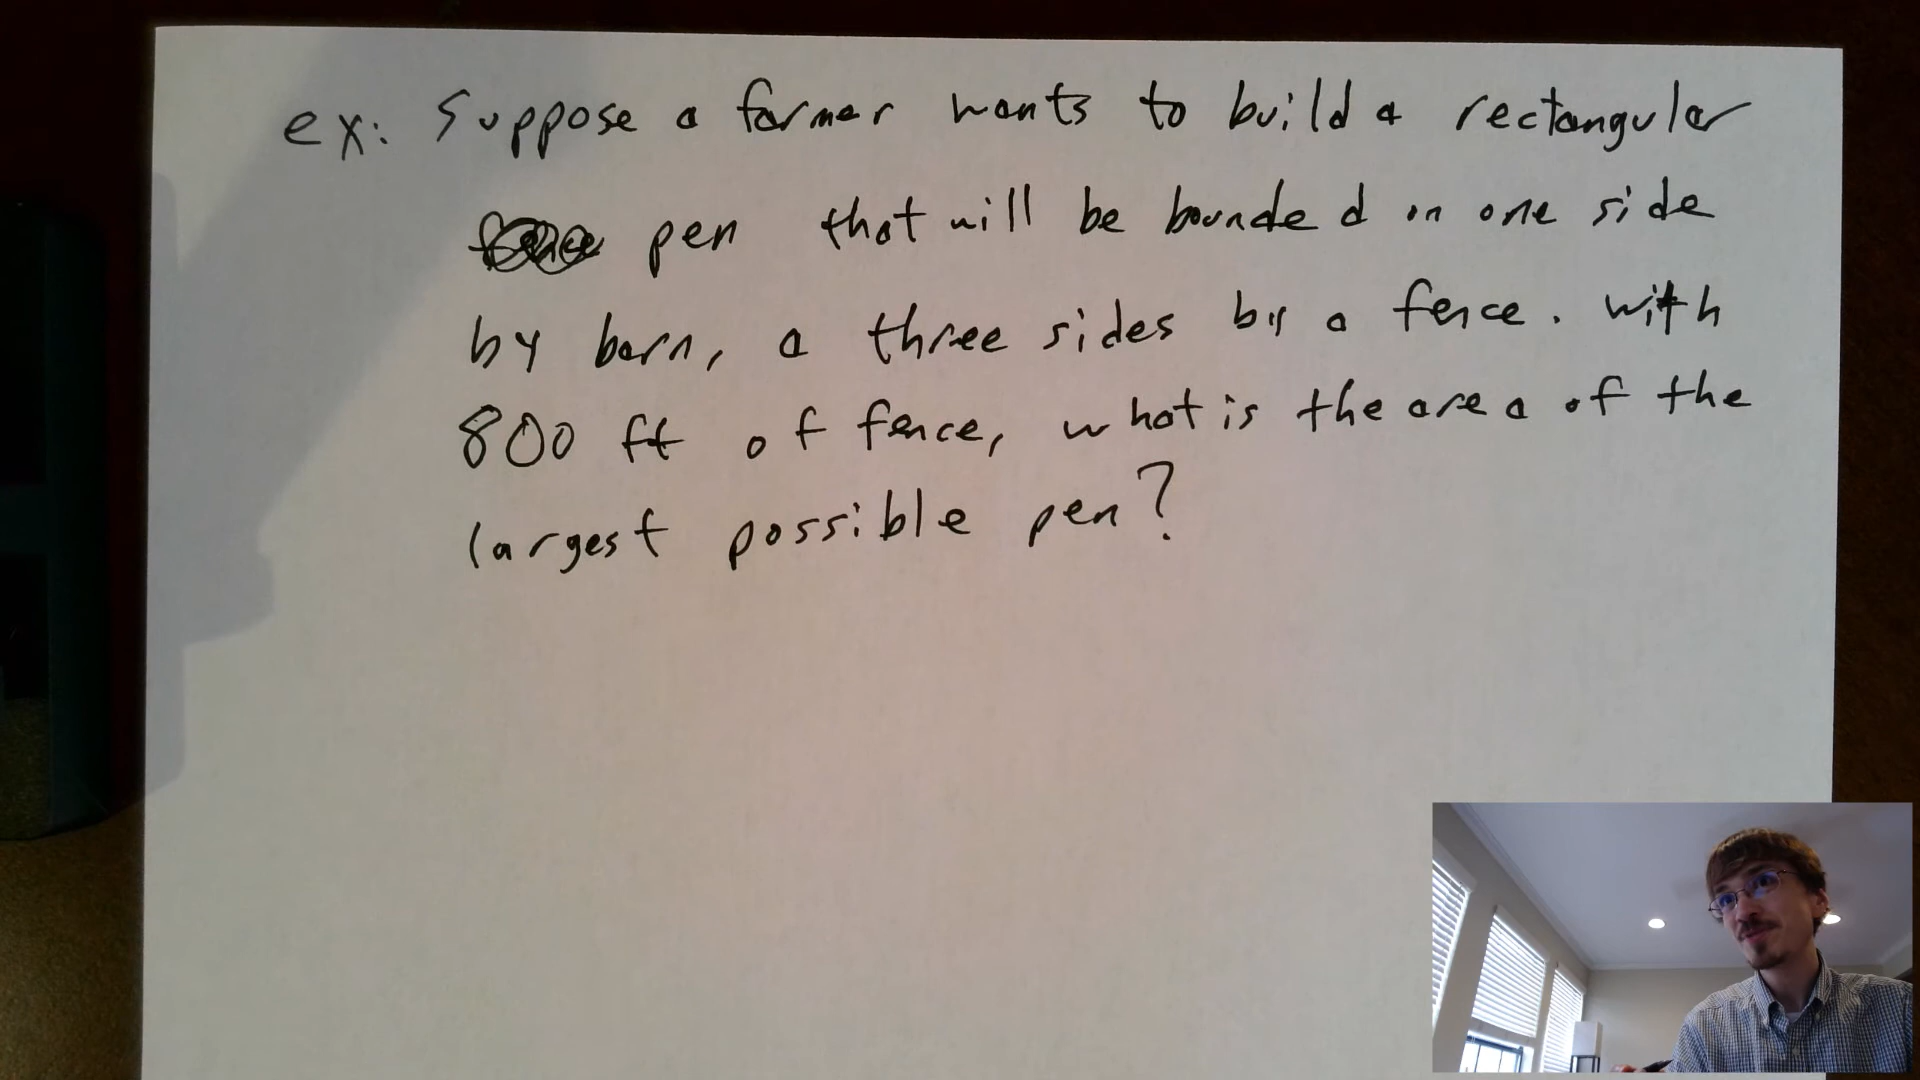 ex: Suppose a farmer wants to build a rectangular
pen that will be bounded on one side
by barn, a three sides by a fence. With
800 ft of fence, what is the area of the
largest possible pen?